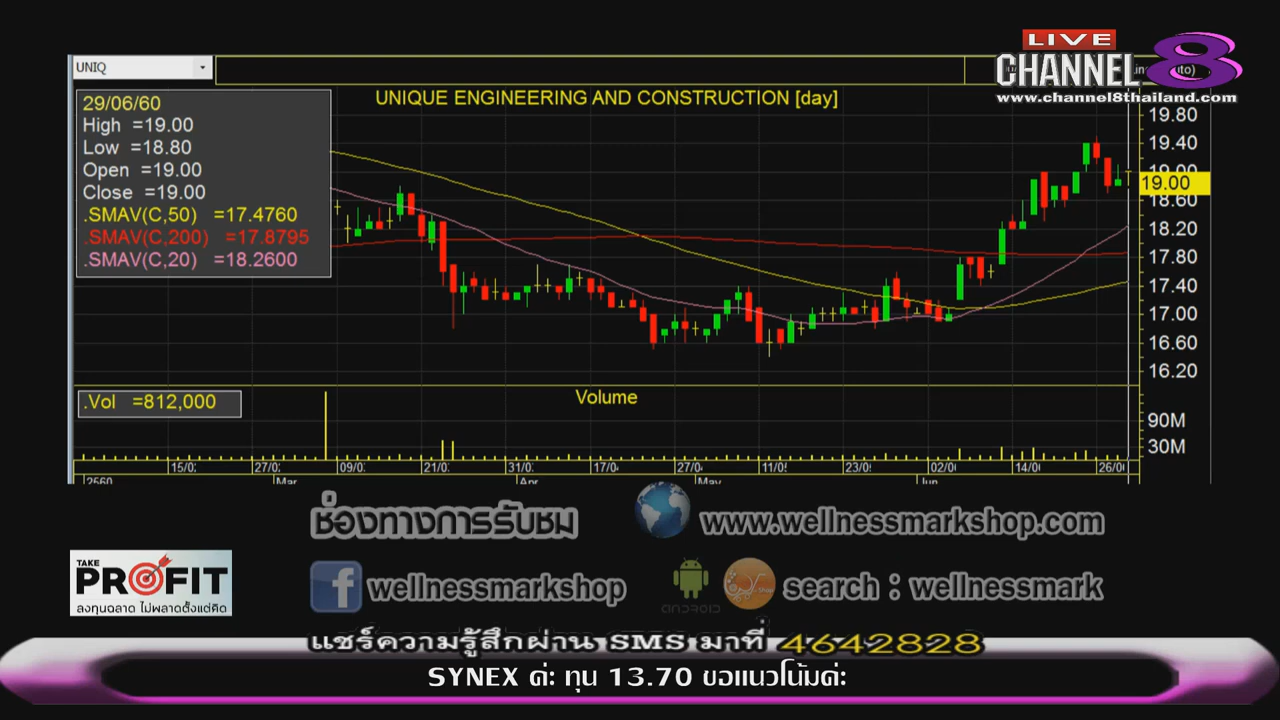 LIVE
CHANNEL 8
www.channel8thailand.com
UNIQ
UNIQUE ENGINEERING AND CONSTRUCTION [day]
29/06/60
High =19.00
Low =18.80
Open =19.00
Close =19.00
.SMAV(C,50) =17.4760
.SMAV(C,200) =17.8795
.SMAV(C,20) =18.2600
19.80
19.40
19.00
19.00
18.60
18.20
17.80
17.40
17.00
16.60
16.20
.Vol =812,000
Volume
90M
30M
15/02 27/02 09/03 21/03 31/03 17/04 27/04 11/05 23/05 02/06 14/06 26/06
2560 Mar Apr May Jun
ช่องทางการรับชม
www.wellnessmarkshop.com
wellnessmarkshop
ANDROID
search : wellnessmark
TAKE
PROFIT
ลงทุนฉลาด ไม่พลาดตั้งแต่คิด
แชร์ความรู้สึกผ่าน SMS มาที่ 4642828
SYNEX ค่ะ ทุน 13.70 ขอแนวโน้มค่ะ